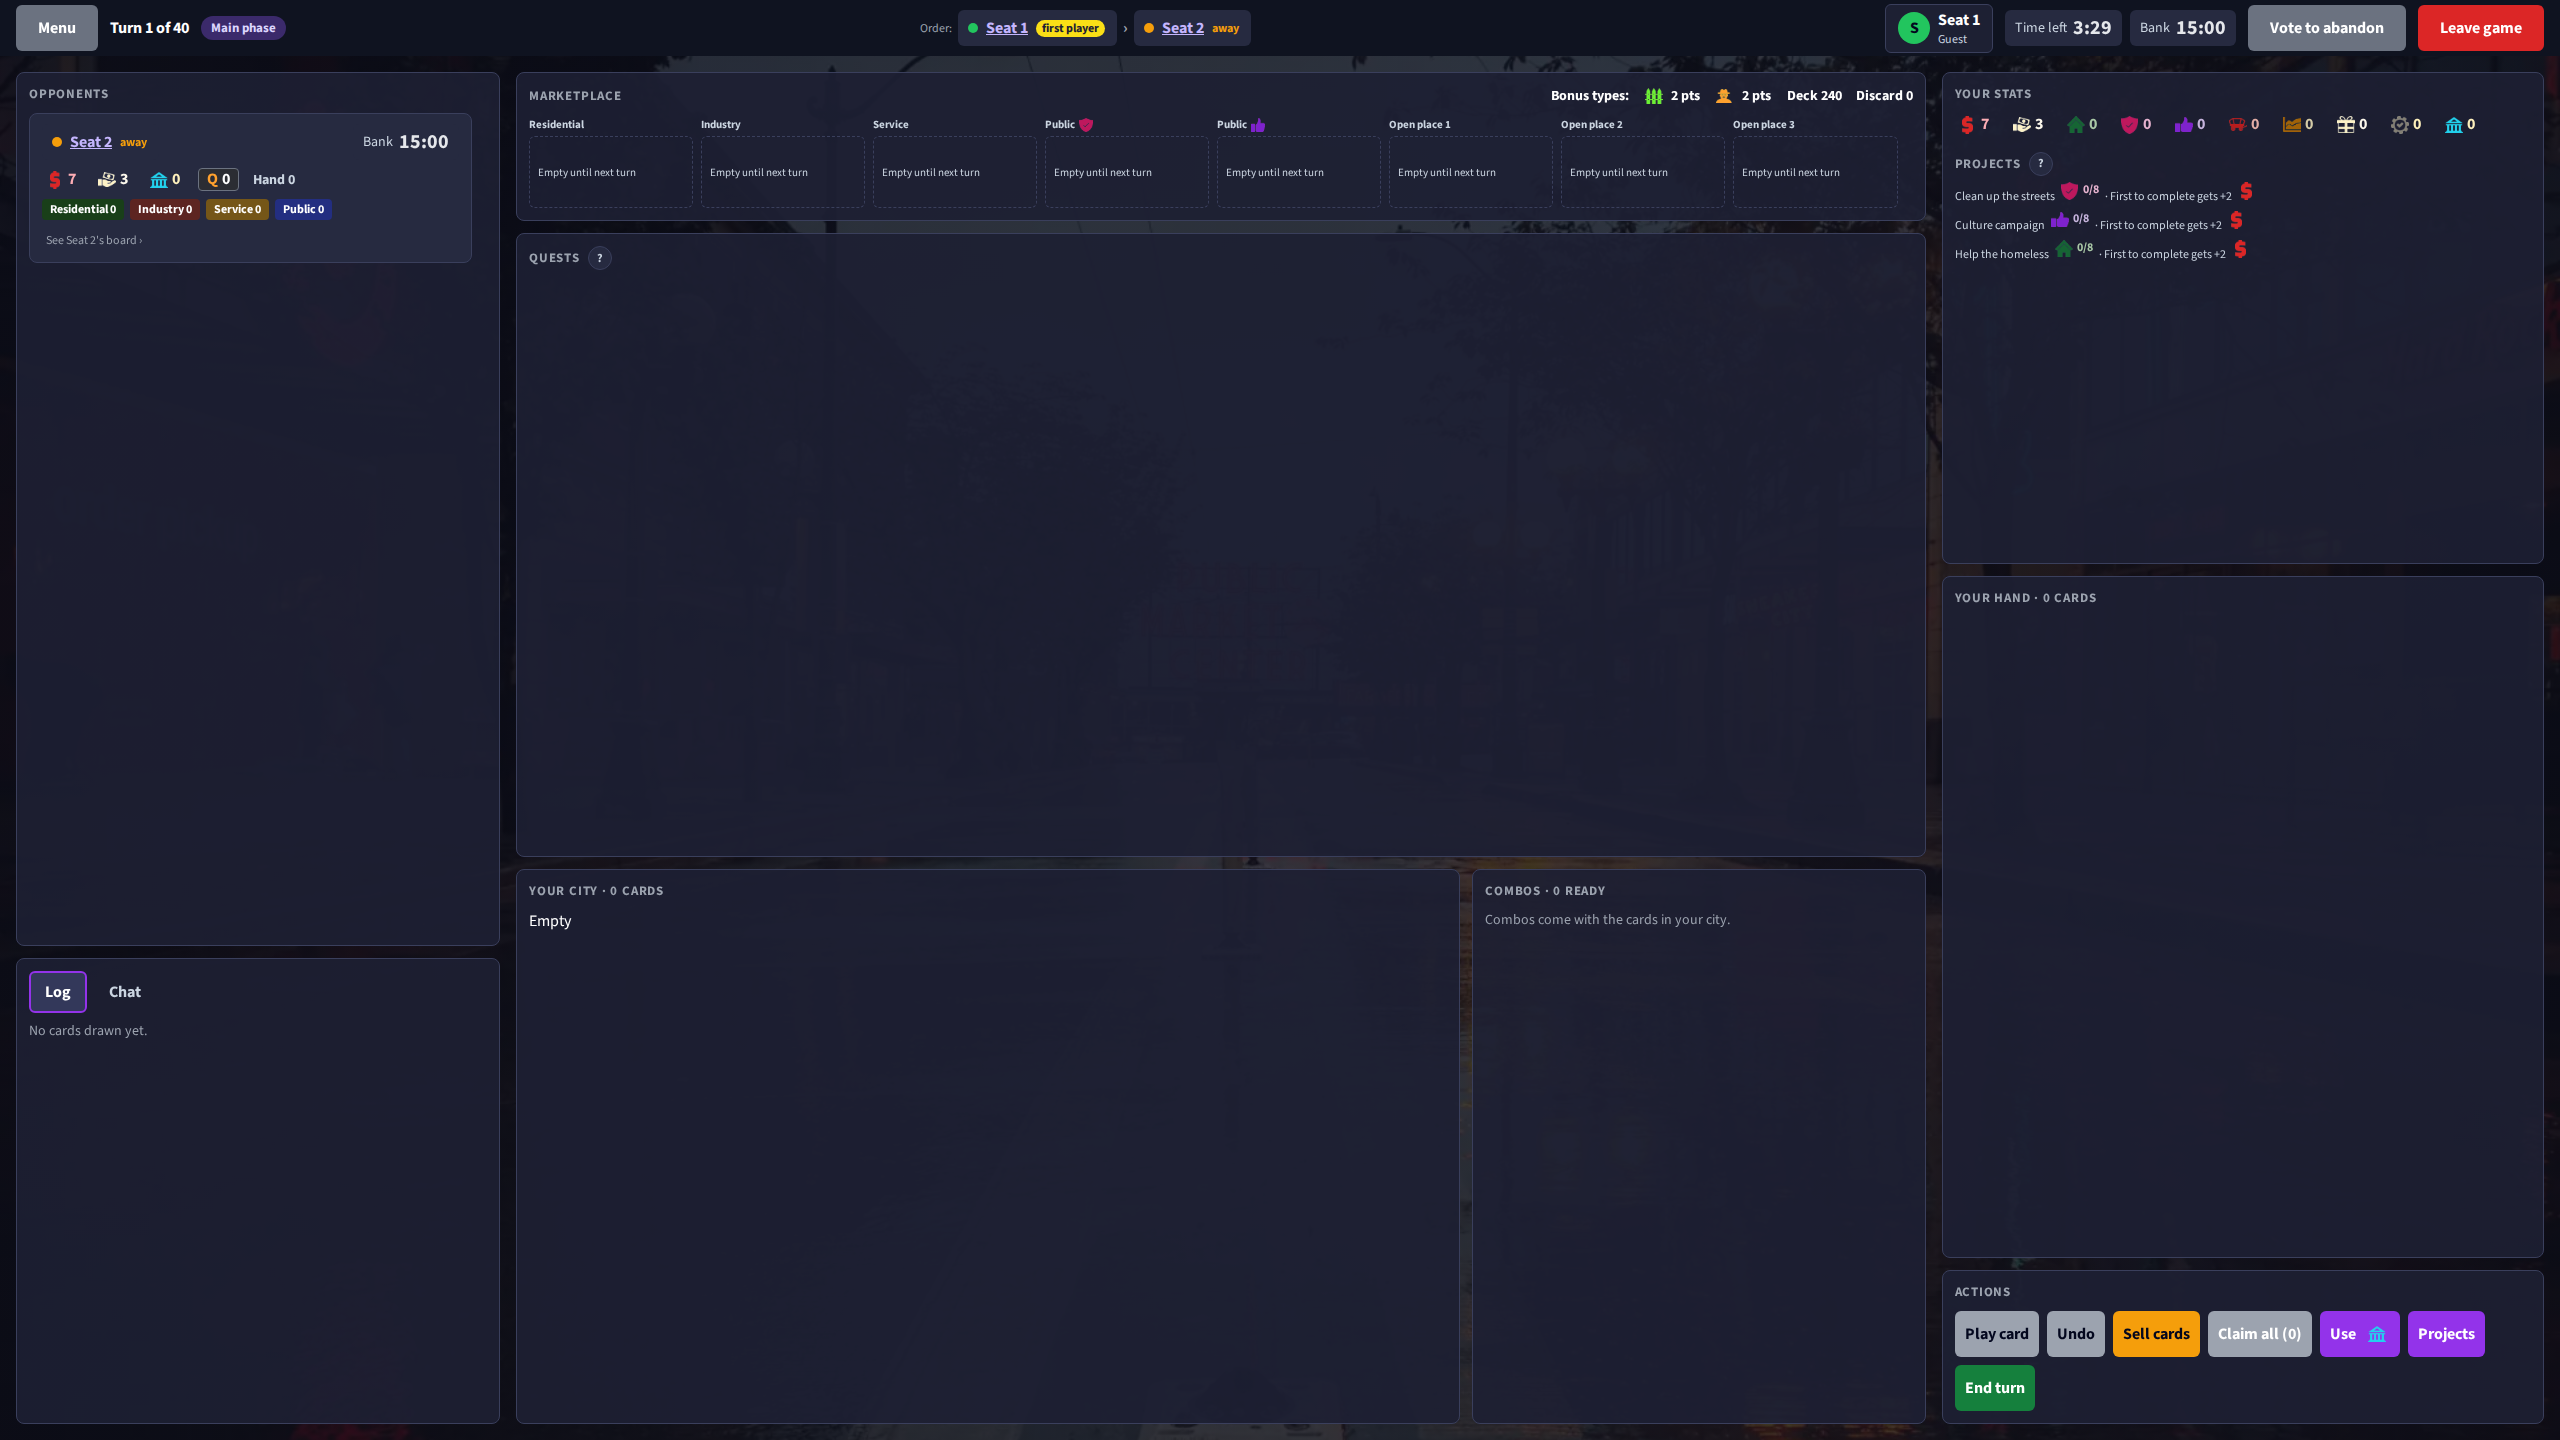 Menu Turn 1 of 40 Main phase Order: Seat 1 first player › Seat 2 away S Seat 1 Guest Time left 3:29 Bank 15:00 Vote to abandon Leave game
OPPONENTS
Seat 2 away Bank 15:00
7 3 0 Q 0 Hand 0
Residential 0 Industry 0 Service 0 Public 0
See Seat 2's board ›
Log Chat
No cards drawn yet.
MARKETPLACE Bonus types: 2 pts 2 pts Deck 240 Discard 0
Residential Industry Service Public Public Open place 1 Open place 2 Open place 3
Empty until next turn Empty until next turn Empty until next turn Empty until next turn Empty until next turn Empty until next turn Empty until next turn Empty until next turn
QUESTS ?
YOUR CITY · 0 CARDS
Empty
COMBOS · 0 READY
Combos come with the cards in your city.
YOUR STATS
7 3 0 0 0 0 0 0 0 0
PROJECTS ?
Clean up the streets 0/8 · First to complete gets +2
Culture campaign 0/8 · First to complete gets +2
Help the homeless 0/8 · First to complete gets +2
YOUR HAND · 0 CARDS
ACTIONS
Play card Undo Sell cards Claim all (0) Use Projects
End turn